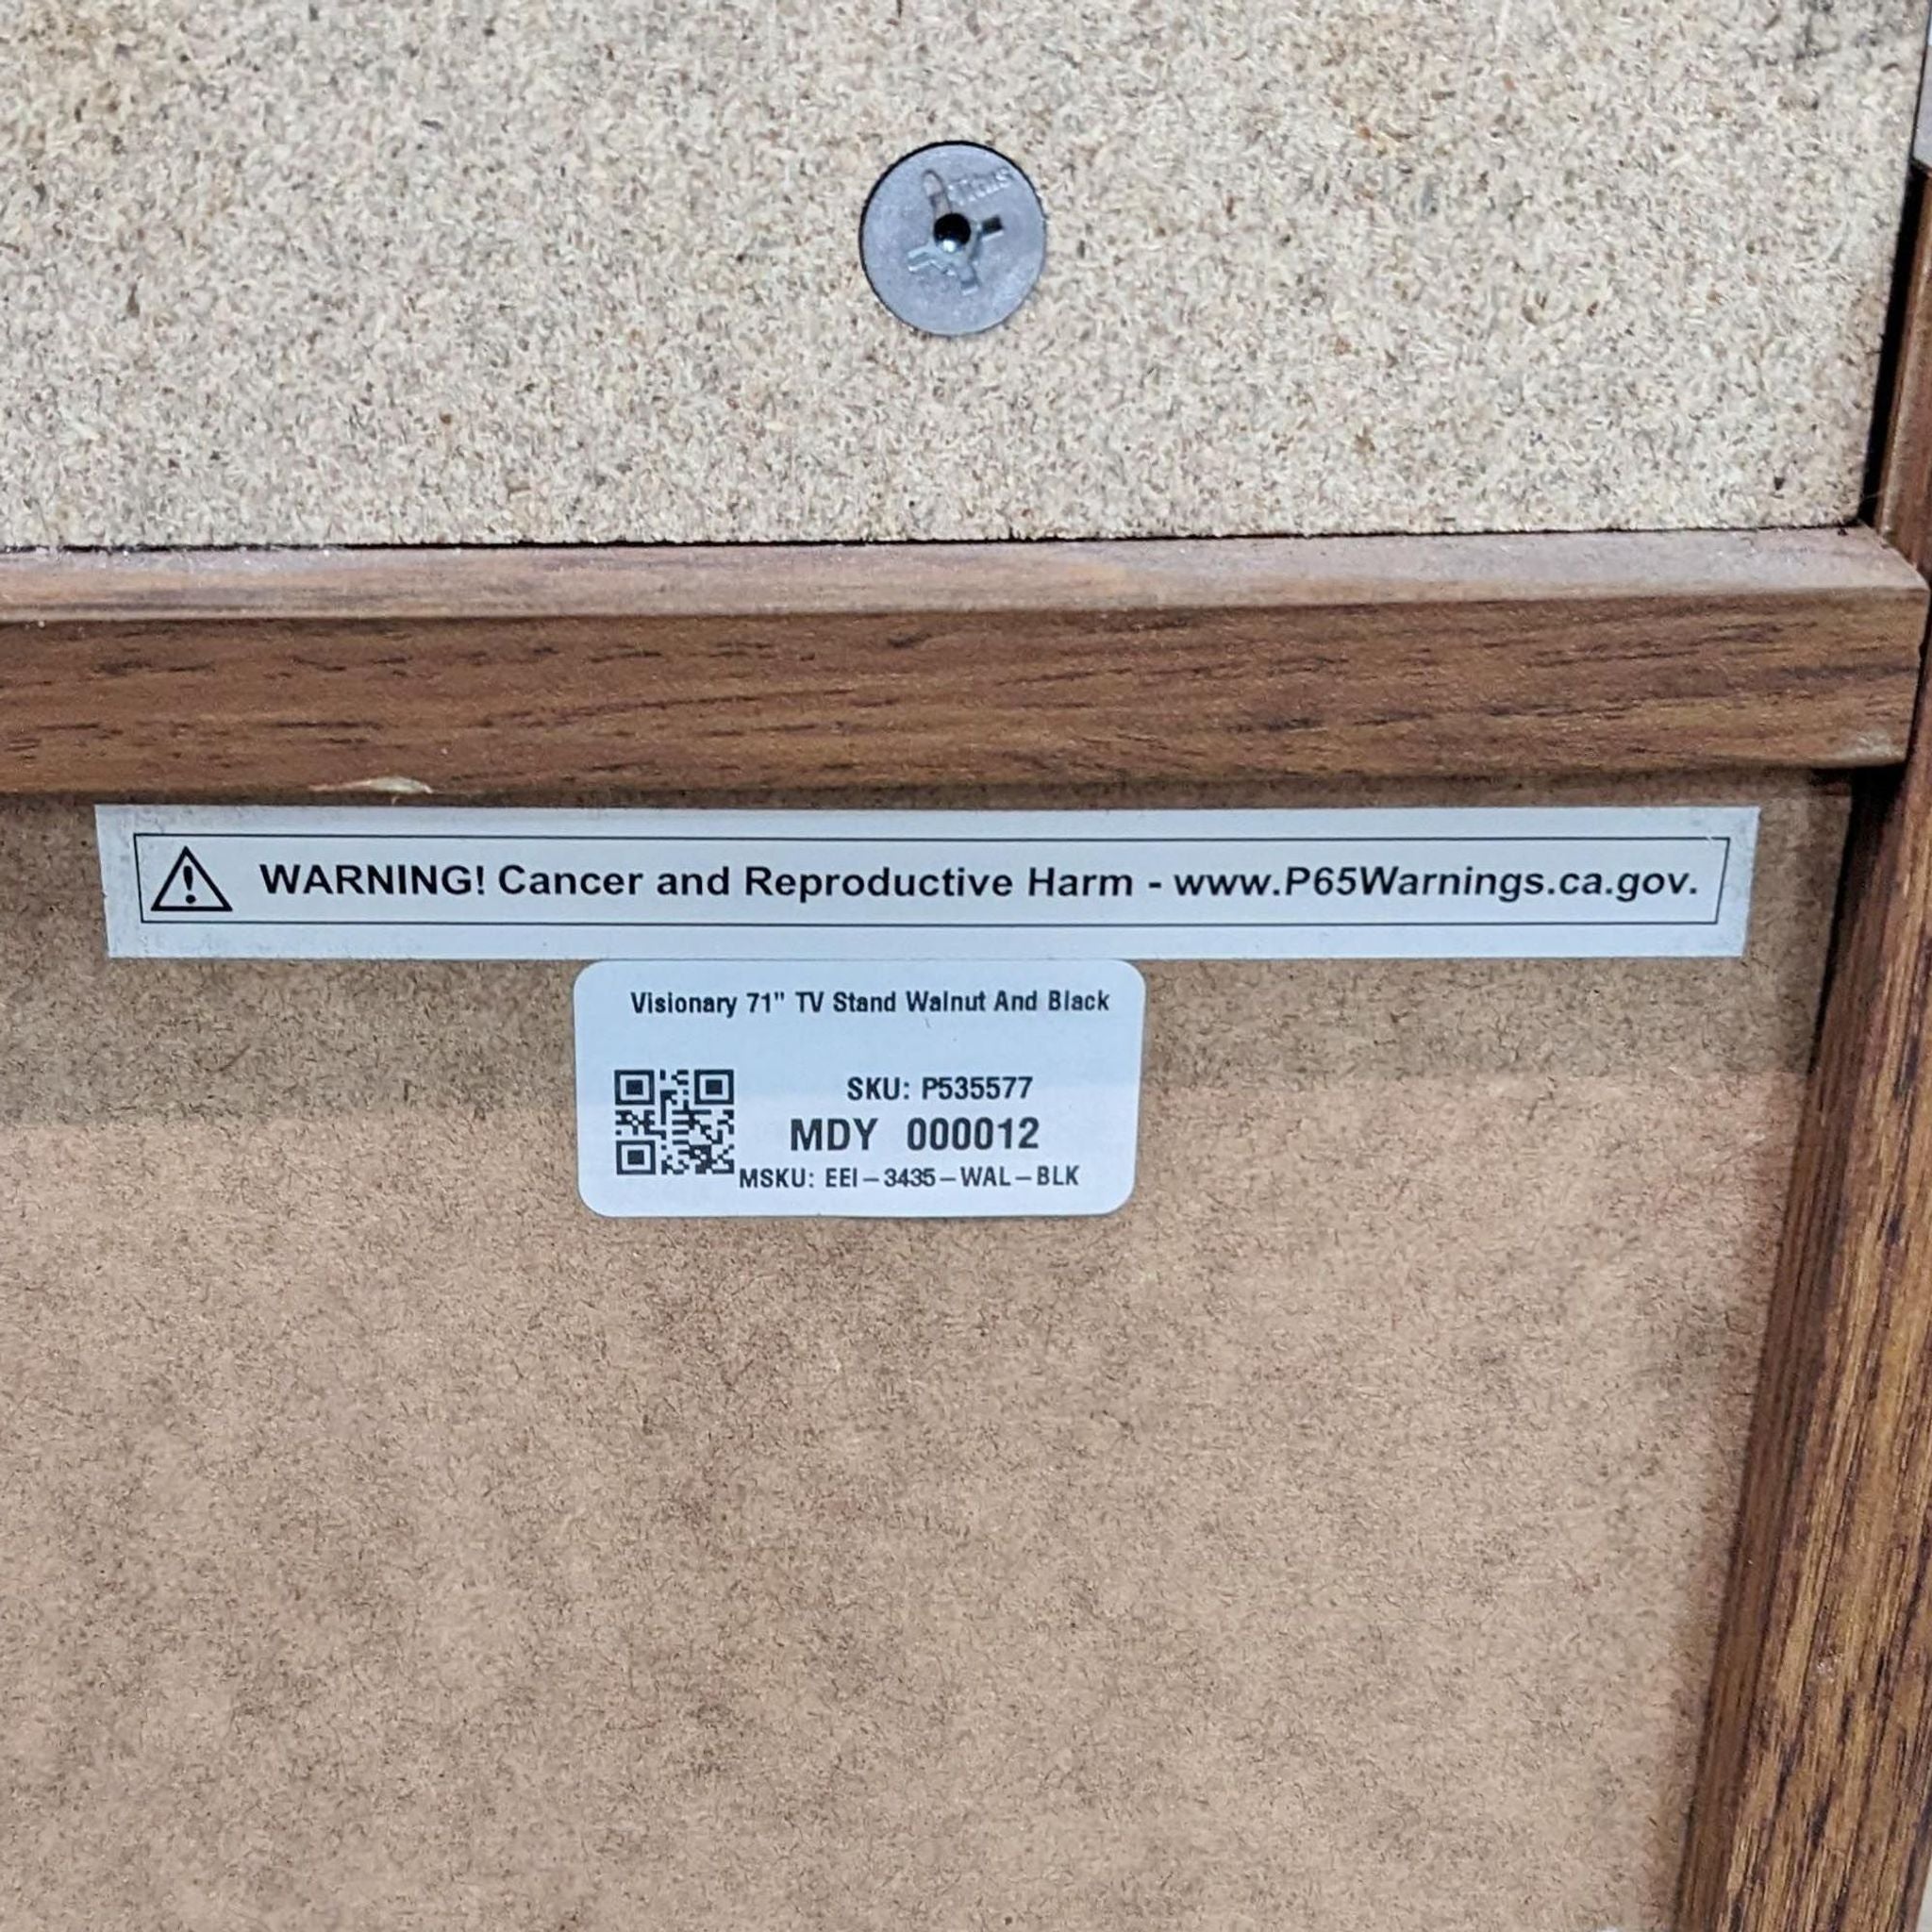 WARNING! Cancer and Reproductive Harm - www.P65Warnings.ca.gov.
Visionary 71" TV Stand Walnut And Black
SKU: P535577
MDY 000012
MSKU: EEI-3435-WAL-BLK